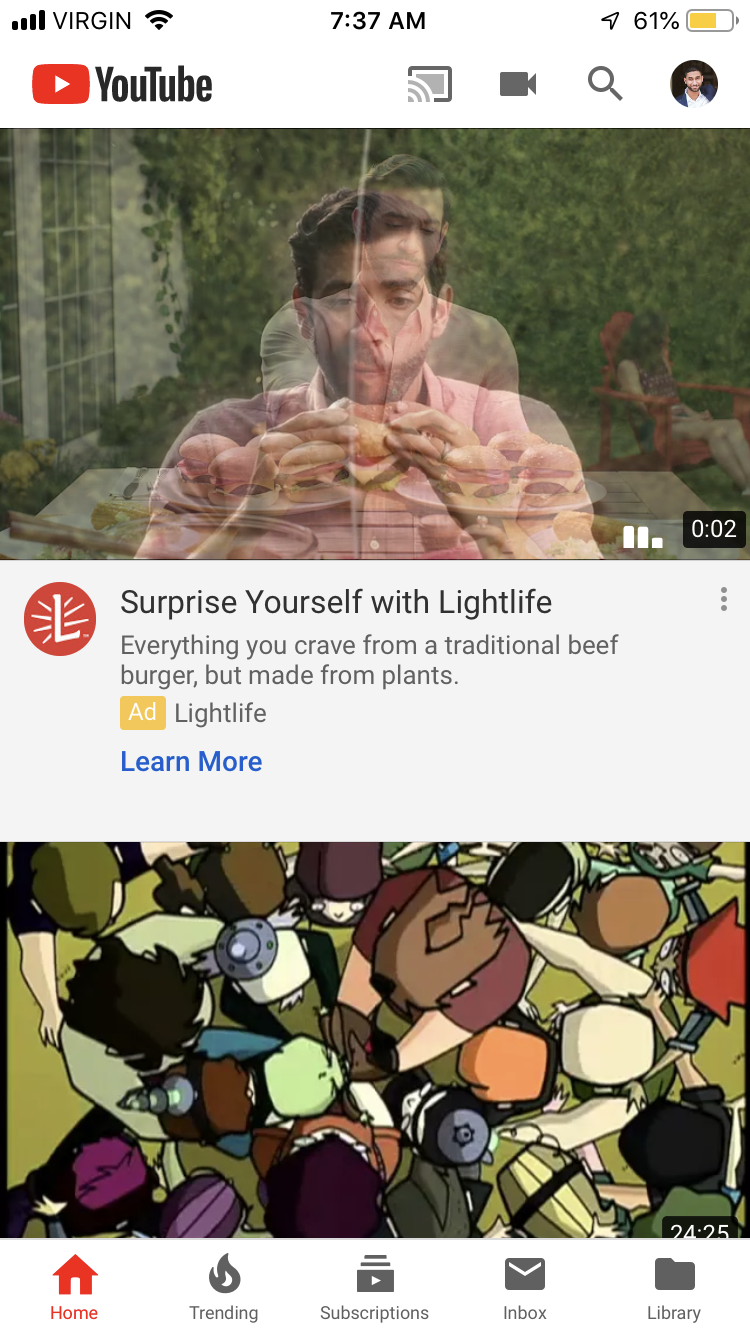 VIRGIN 7:37 AM 61%
YouTube
0:02
L
Surprise Yourself with Lightlife
Everything you crave from a traditional beef
burger, but made from plants.
Ad Lightlife
Learn More
24:25
Home Trending Subscriptions Inbox Library